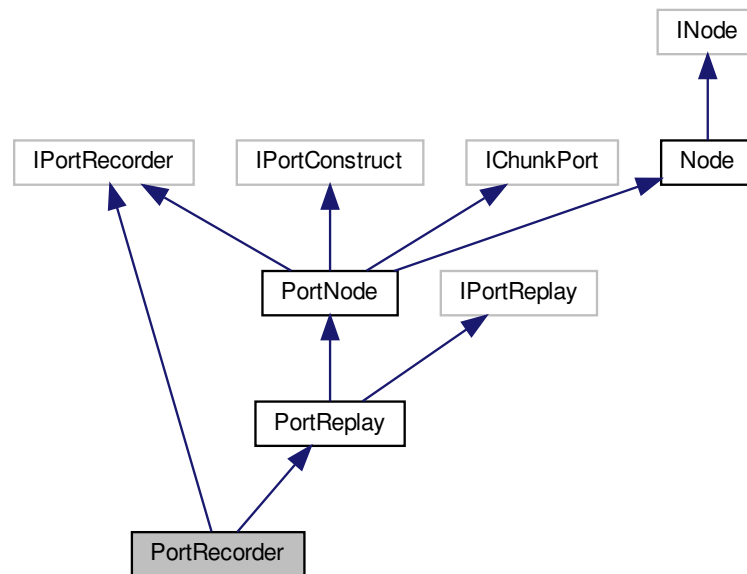 INode
IPortRecorder
IPortConstruct
IChunkPort
Node
PortNode
IPortReplay
PortReplay
PortRecorder